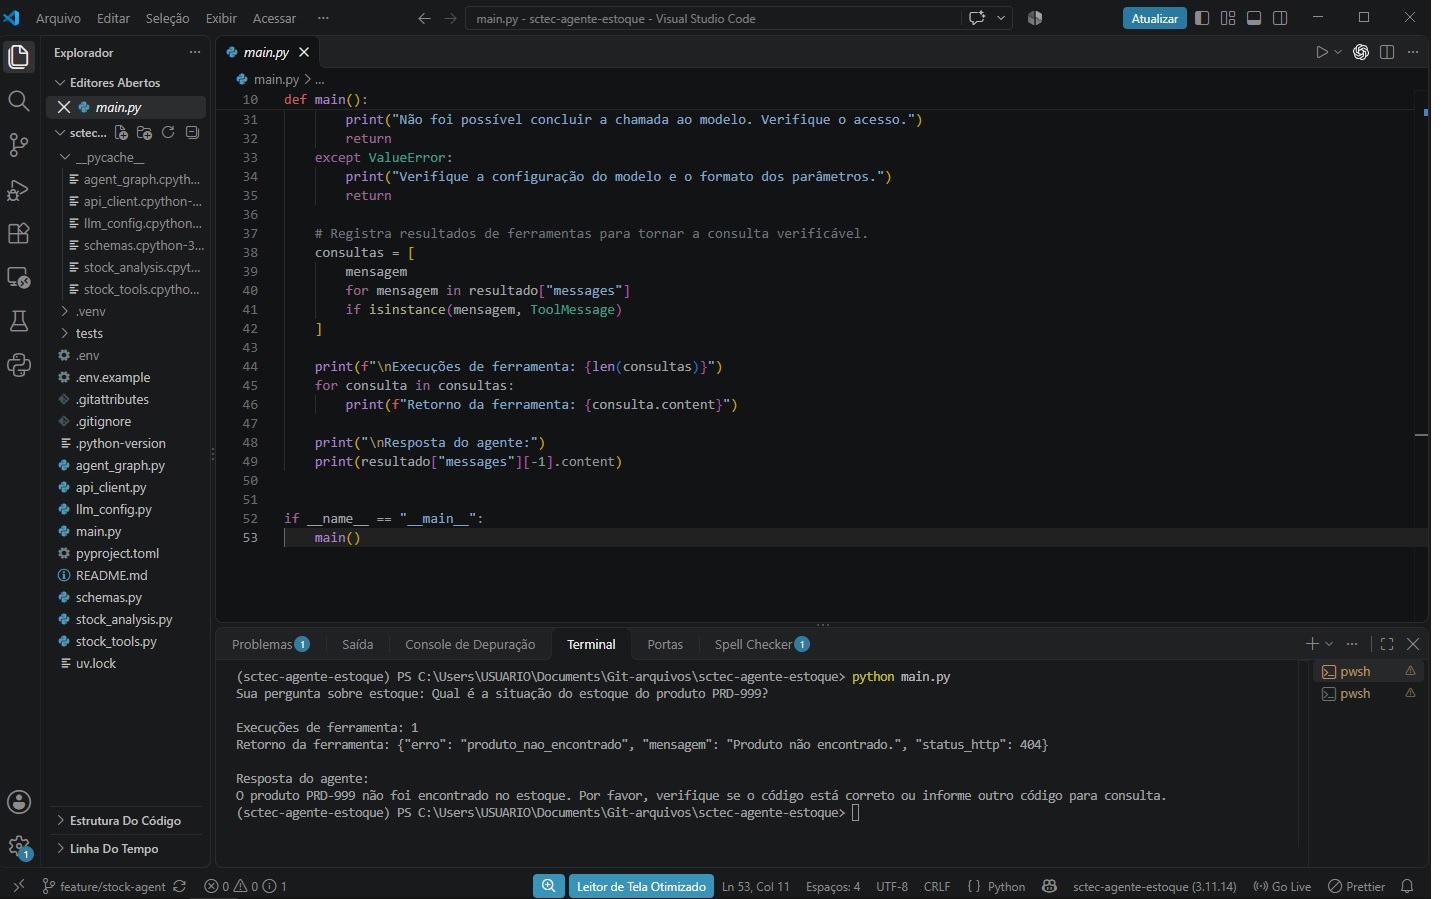 Arquivo Editar Seleção Exibir Acessar ··· main.py - sctec-agente-estoque - Visual Studio Code Atualizar
Explorador ···
Editores Abertos
main.py
sctec...
__pycache__
agent_graph.cpyth...
api_client.cpython-...
llm_config.cpython...
schemas.cpython-3...
stock_analysis.cpyt...
stock_tools.cpytho...
.venv
tests
.env
.env.example
.gitattributes
.gitignore
.python-version
agent_graph.py
api_client.py
llm_config.py
main.py
pyproject.toml
README.md
schemas.py
stock_analysis.py
stock_tools.py
uv.lock
Estrutura Do Código
Linha Do Tempo
1
main.py
main.py > ...
10 def main():
31 print("Não foi possível concluir a chamada ao modelo. Verifique o acesso.")
32 return
33 except ValueError:
34 print("Verifique a configuração do modelo e o formato dos parâmetros.")
35 return
36
37 # Registra resultados de ferramentas para tornar a consulta verificável.
38 consultas = [
39 mensagem
40 for mensagem in resultado["messages"]
41 if isinstance(mensagem, ToolMessage)
42 ]
43
44 print(f"\nExecuções de ferramenta: {len(consultas)}")
45 for consulta in consultas:
46 print(f"Retorno da ferramenta: {consulta.content}")
47
48 print("\nResposta do agente:")
49 print(resultado["messages"][-1].content)
50
51
52 if __name__ == "__main__":
53 main()
Problemas 1 Saída Console de Depuração Terminal Portas Spell Checker 1
(sctec-agente-estoque) PS C:\Users\USUARIO\Documents\Git-arquivos\sctec-agente-estoque> python main.py
Sua pergunta sobre estoque: Qual é a situação do estoque do produto PRD-999?
Execuções de ferramenta: 1
Retorno da ferramenta: {"erro": "produto_nao_encontrado", "mensagem": "Produto não encontrado.", "status_http": 404}
Resposta do agente:
O produto PRD-999 não foi encontrado no estoque. Por favor, verifique se o código está correto ou informe outro código para consulta.
(sctec-agente-estoque) PS C:\Users\USUARIO\Documents\Git-arquivos\sctec-agente-estoque>
pwsh
pwsh
feature/stock-agent 0 0 1 Leitor de Tela Otimizado Ln 53, Col 11 Espaços: 4 UTF-8 CRLF {} Python sctec-agente-estoque (3.11.14) Go Live Prettier